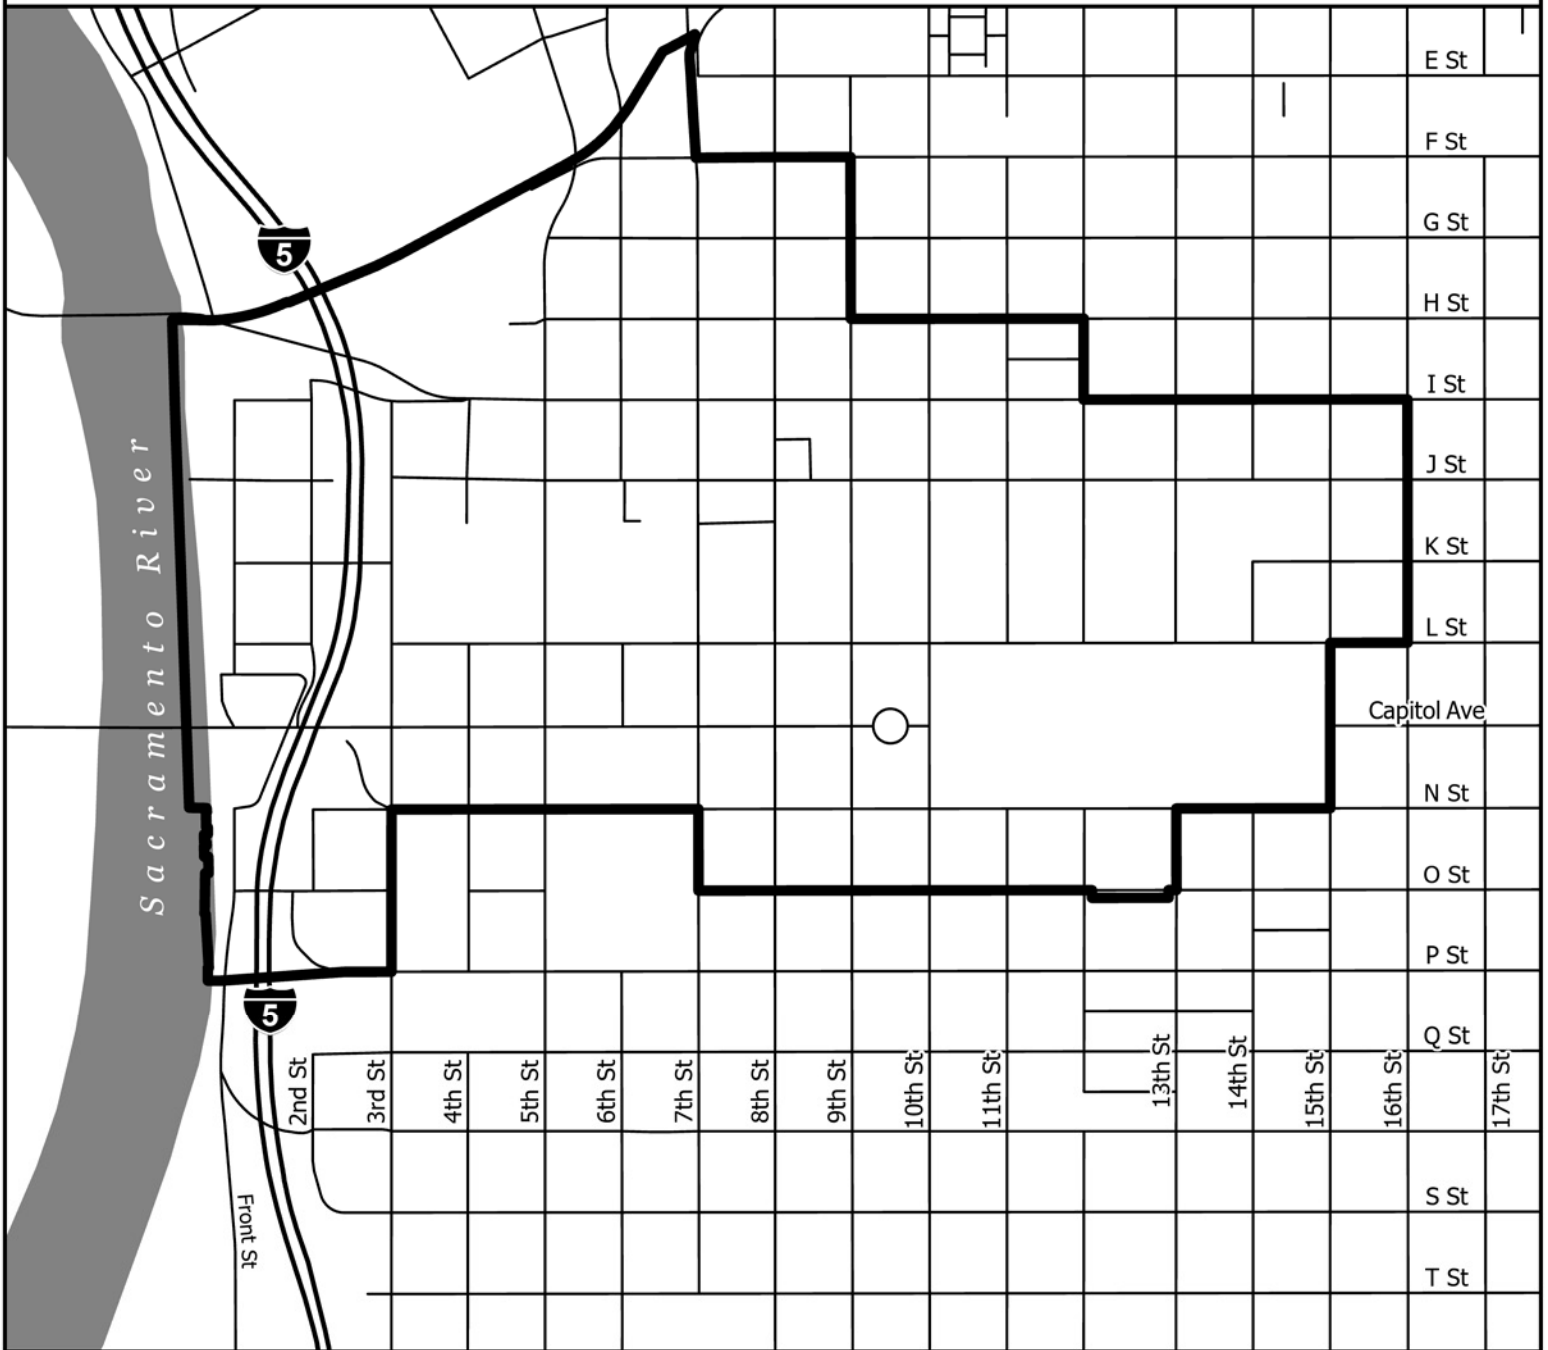 E St
F St
G St
5
H St
I St
J St
Sacramento River
K St
L St
Capitol Ave
N St
O St
P St
5
Q St
2nd St
3rd St
4th St
5th St
6th St
7th St
8th St
9th St
10th St
11th St
13th St
14th St
15th St
16th St
17th St
S St
Front St
T St